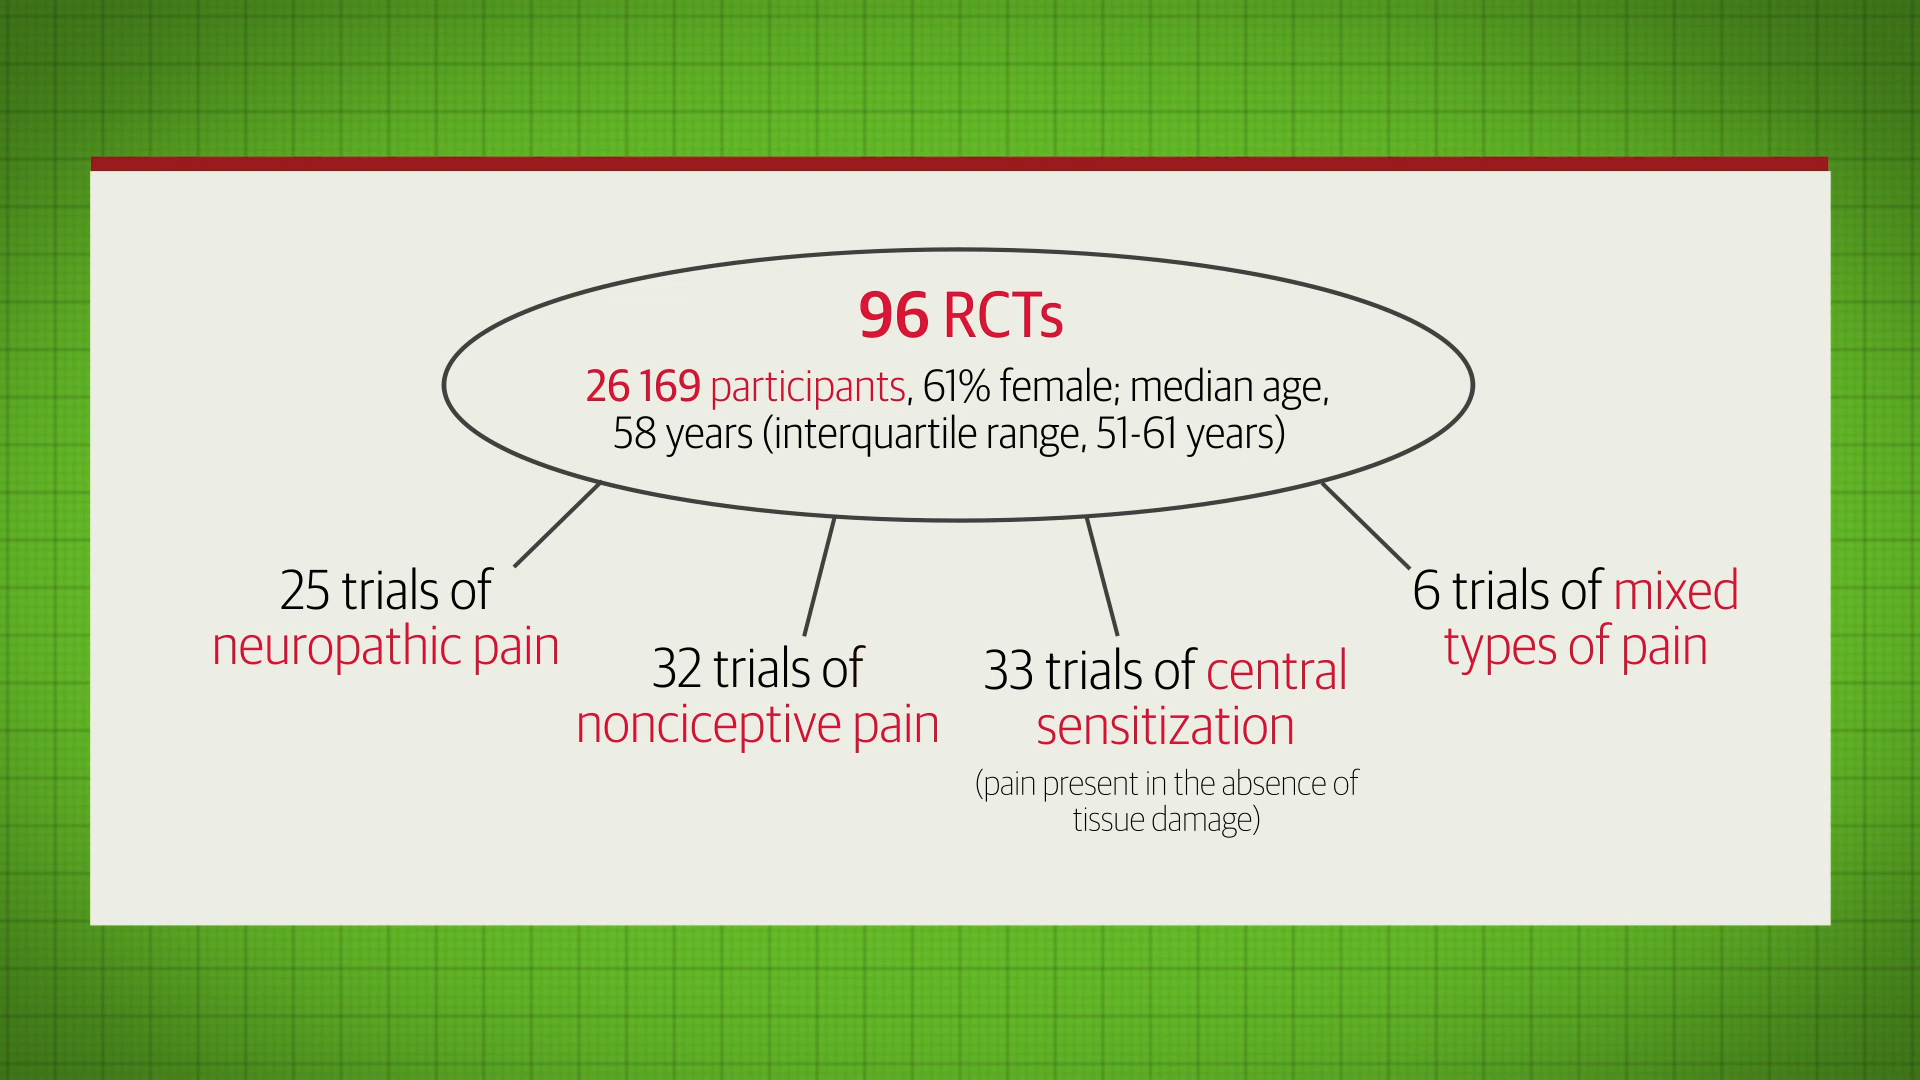 96 RCTs
26 169 participants, 61% female; median age,
58 years (interquartile range, 51-61 years)
25 trials of
neuropathic pain
32 trials of
nonciceptive pain
33 trials of central
sensitization
(pain present in the absence of
tissue damage)
6 trials of mixed
types of pain